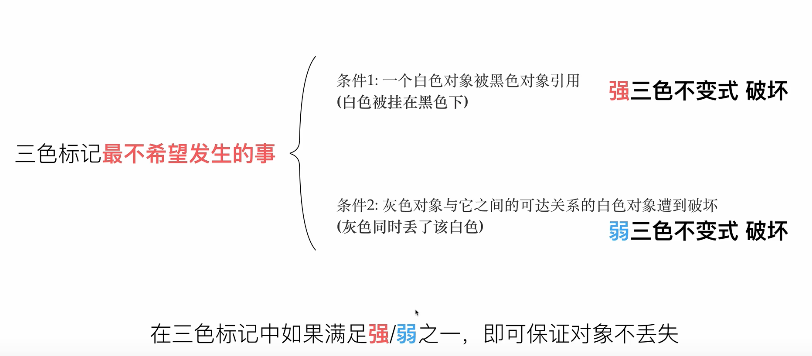 条件1: 一个白色对象被黑色对象引用
(白色被挂在黑色下)
强三色不变式 破坏
三色标记最不希望发生的事
条件2: 灰色对象与它之间的可达关系的白色对象遭到破坏
(灰色同时丢了该白色)
弱三色不变式 破坏
在三色标记中如果满足强/弱之一，即可保证对象不丢失